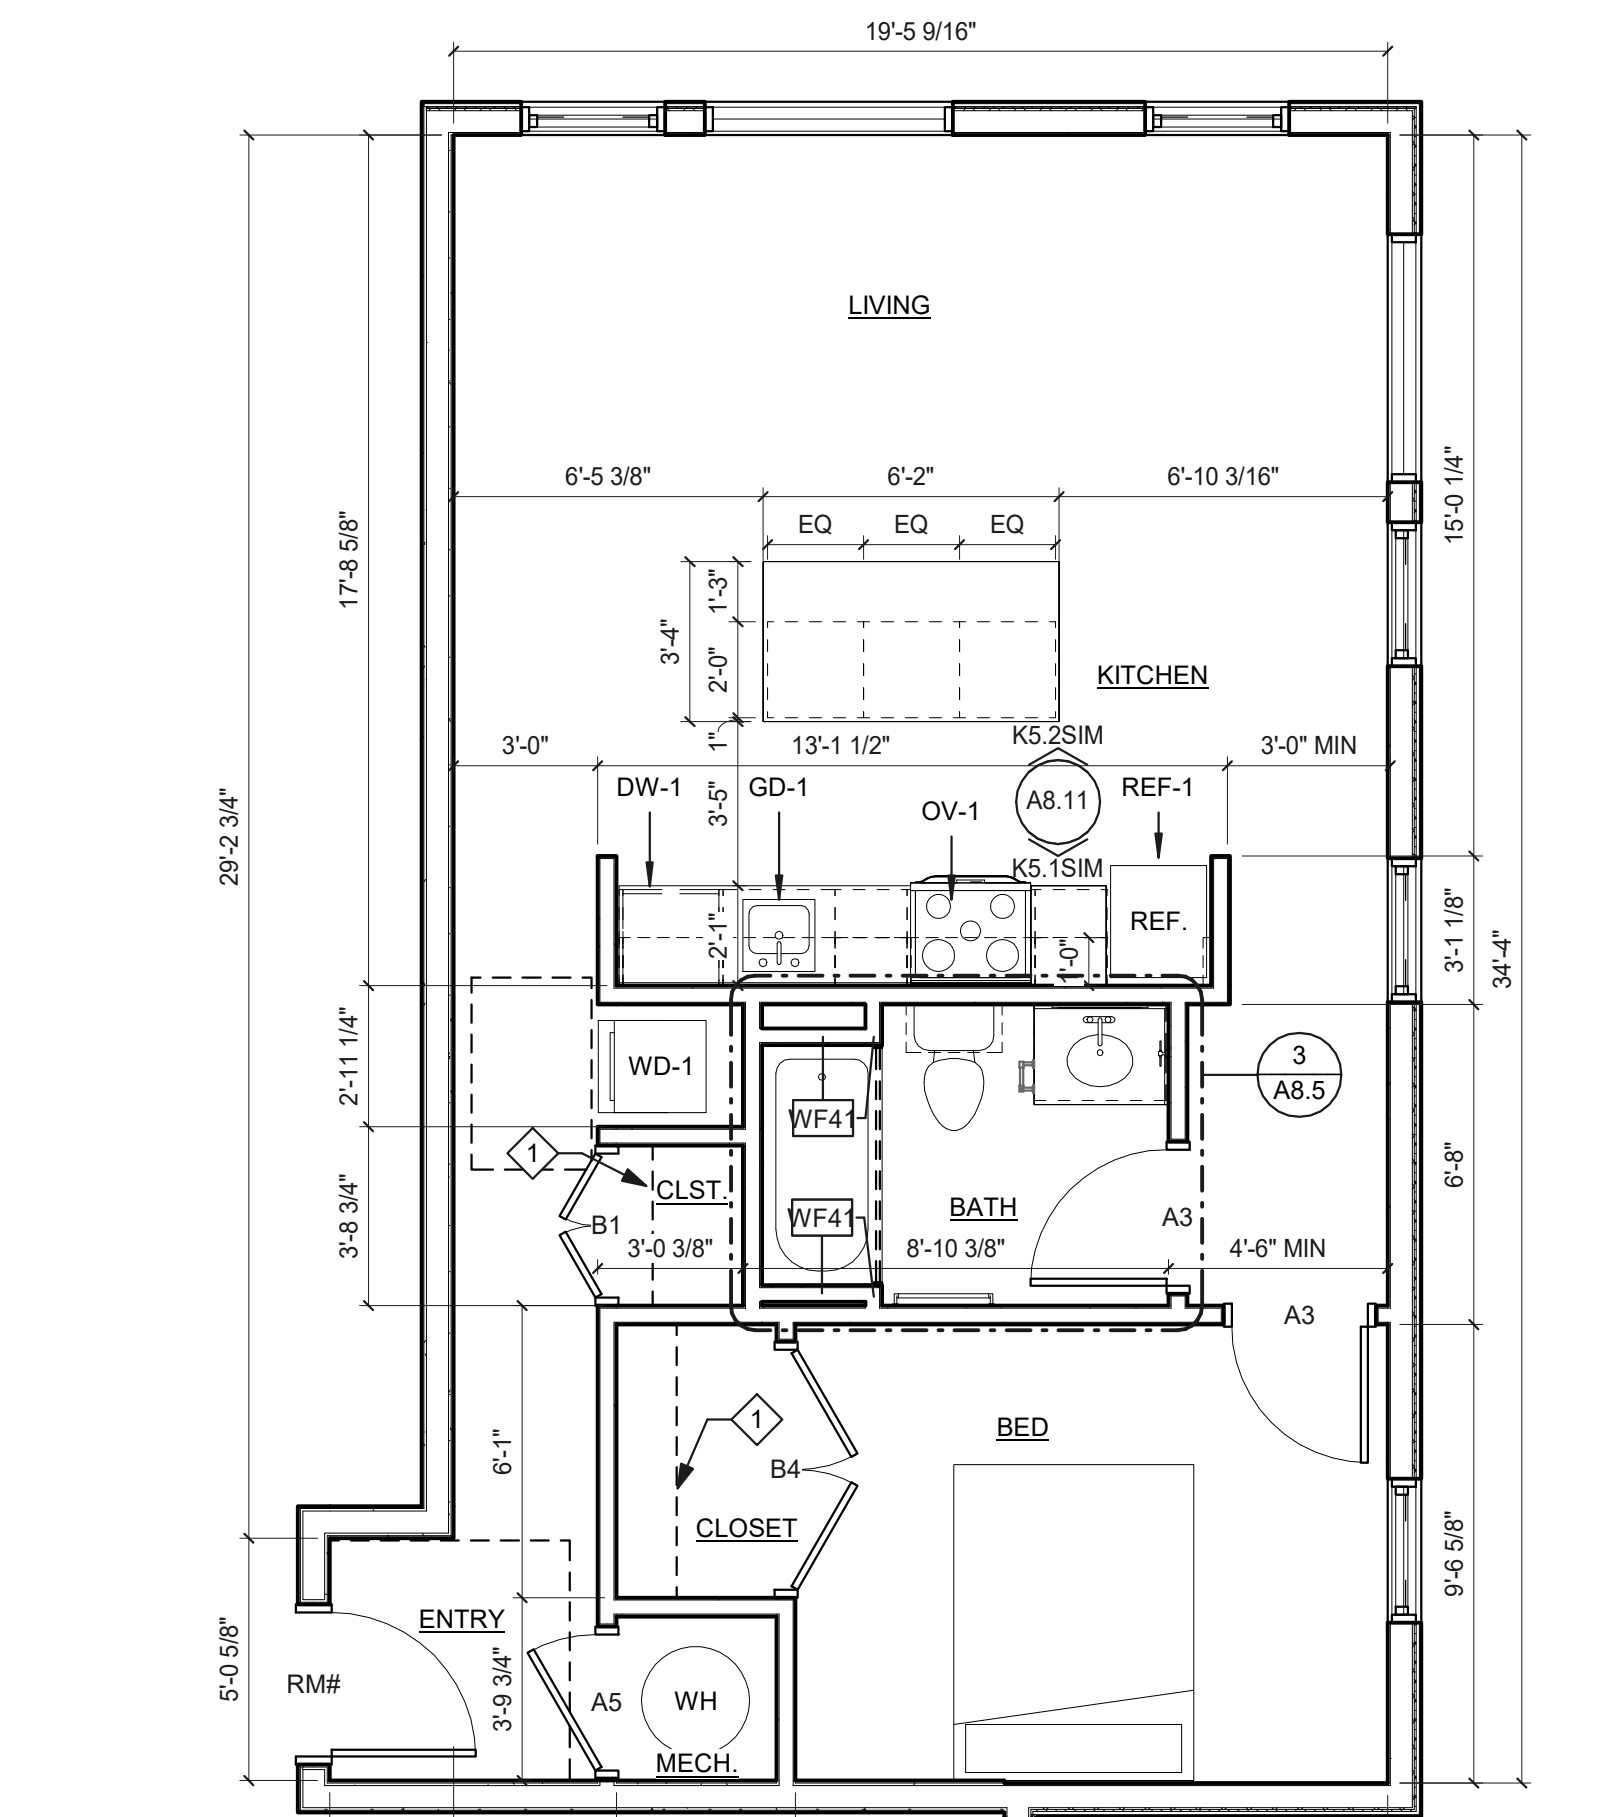 19'-5 9/16"
LIVING
6'-5 3/8"
6'-2"
6'-10 3/16"
EQ
EQ
EQ
15'-0 1/4"
17'-8 5/8"
1'-3"
3'-4"
2'-0"
KITCHEN
1"
K5.2SIM
3'-0"
13'-1 1/2"
3'-0" MIN
DW-1
GD-1
OV-1
A8.11
REF-1
3'-5"
29'-2 3/4"
K5.1SIM
REF.
2'-1"
1'-0"
3'-1 1/8"
34'-4"
WD-1
2'-11 1/4"
3
A8.5
WF41
1
CLST.
6'-8"
BATH
WF41
A3
B1
3'-8 3/4"
3'-0 3/8"
8'-10 3/8"
4'-6" MIN
A3
1
BED
6'-1"
B4
CLOSET
9'-6 5/8"
ENTRY
5'-0 5/8"
RM#
3'-9 3/4"
A5
WH
MECH.